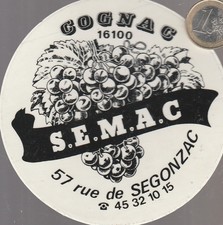 COGNAC
16100
S.E.M.A.C
57 rue de SEGONZAC
☎ 45 32 10 15